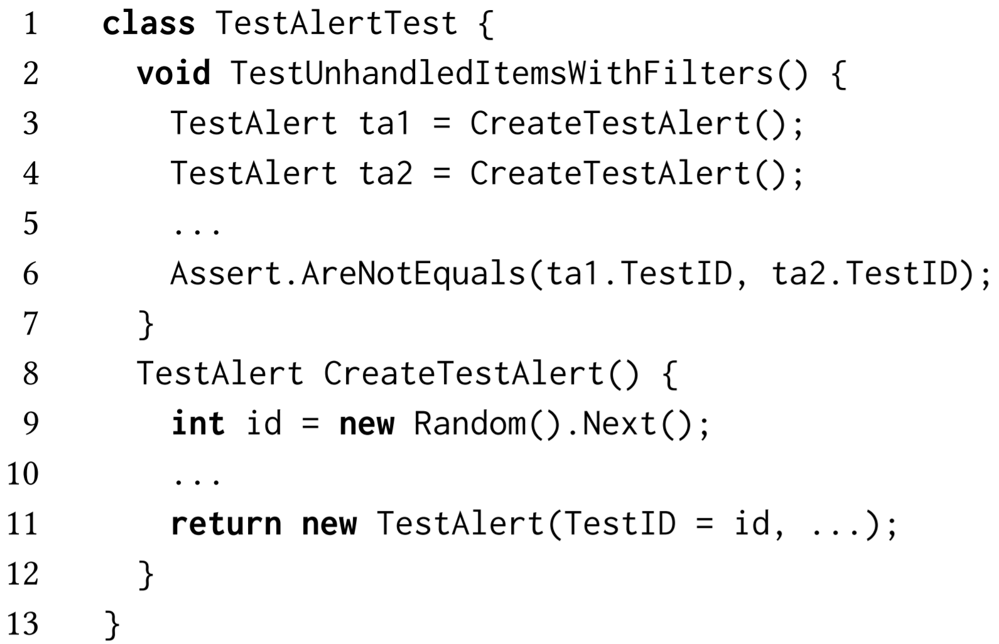 1 class TestAlertTest {
2 void TestUnhandledItemsWithFilters() {
3 TestAlert ta1 = CreateTestAlert();
4 TestAlert ta2 = CreateTestAlert();
5 ...
6 Assert.AreNotEquals(ta1.TestID, ta2.TestID);
7 }
8 TestAlert CreateTestAlert() {
9 int id = new Random().Next();
10 ...
11 return new TestAlert(TestID = id, ...);
12 }
13 }